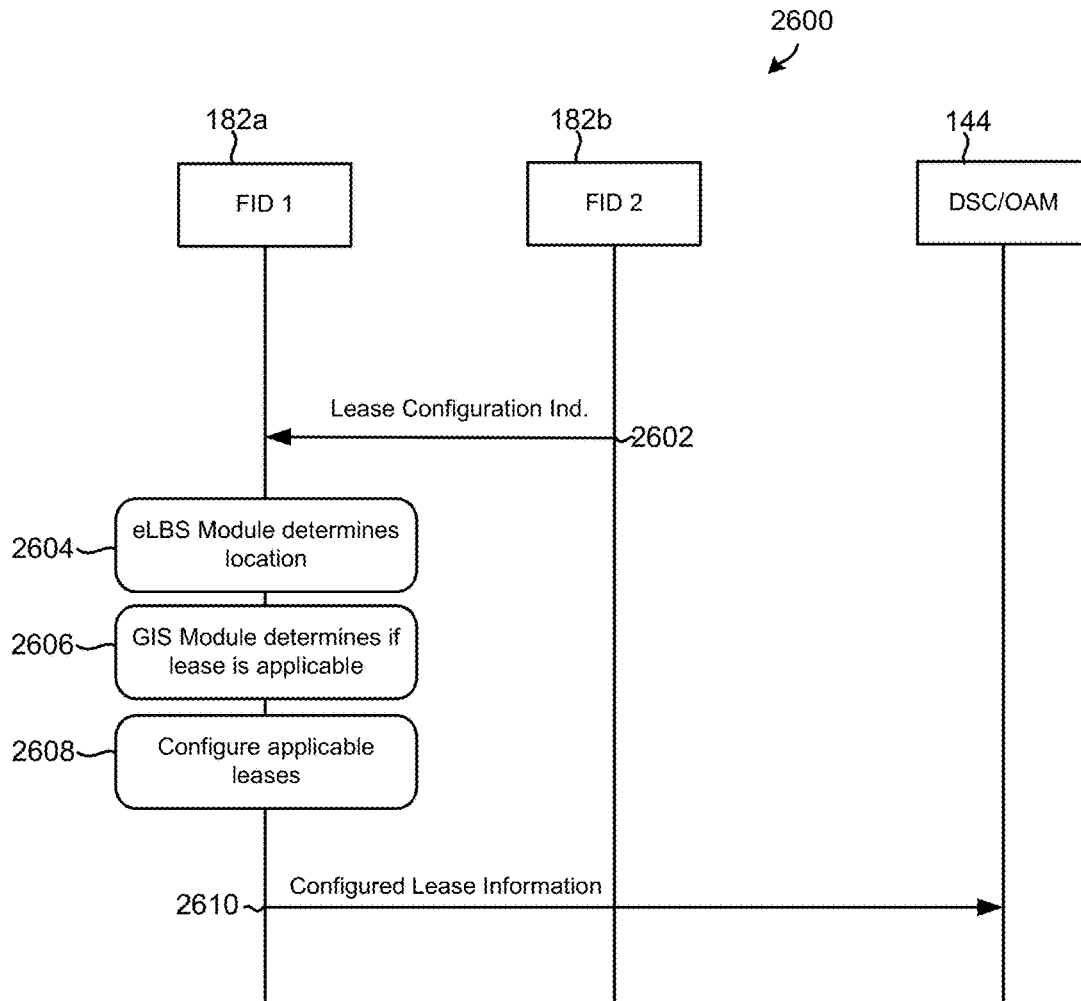 2600
182a
182b
144
FID 1
FID 2
DSC/OAM
Lease Configuration Ind.
2602
2604
eLBS Module determines
location
2606
GIS Module determines if
lease is applicable
2608
Configure applicable
leases
Configured Lease Information
2610